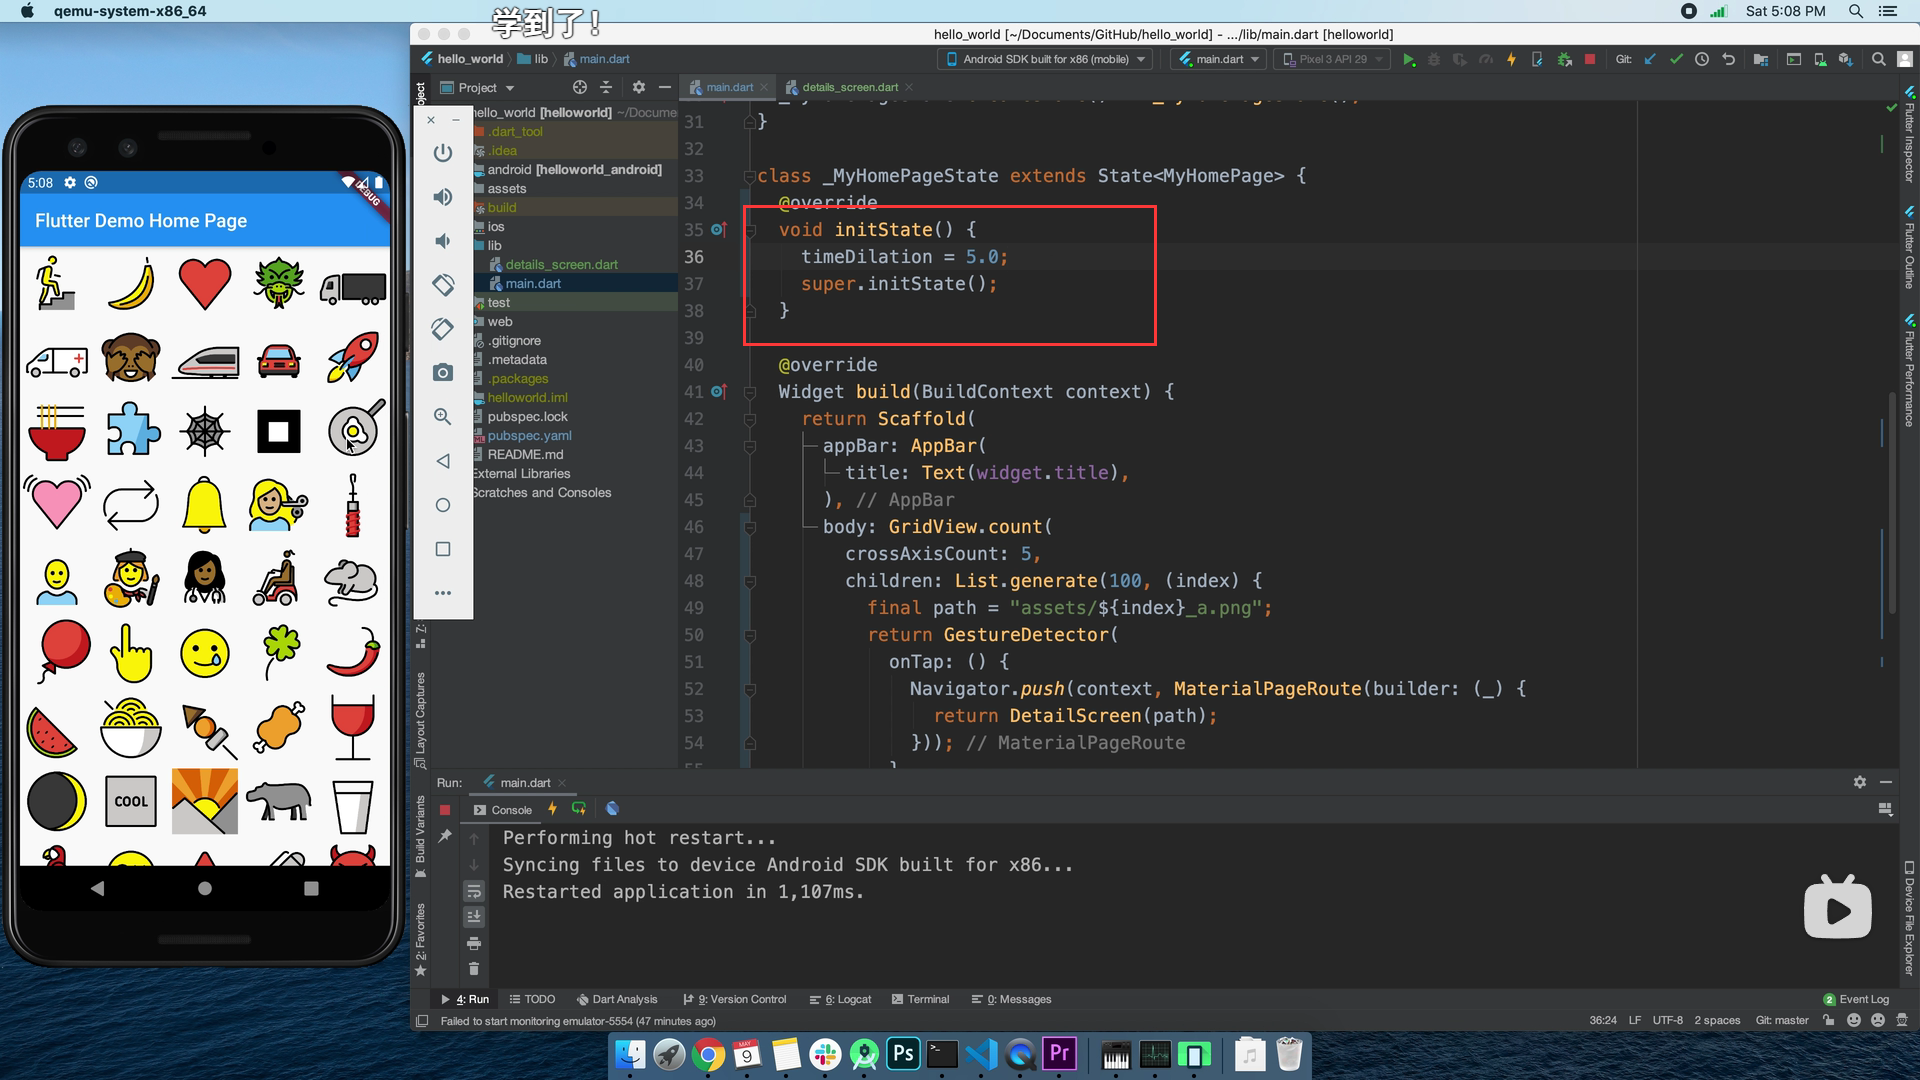 qemu-system-x86_64
Sat 5:08 PM
学到了!
hello_world [~/Documents/GitHub/hello_world] - .../lib/main.dart [helloworld]
hello_world
lib
main.dart
Android SDK built for x86 (mobile)
main.dart
Pixel 3 API 29
Git:
Project
main.dart
details_screen.dart
hello_world [helloworld] ~/Docume
.dart_tool
.idea
android [helloworld_android]
assets
build
ios
lib
details_screen.dart
main.dart
test
web
.gitignore
.metadata
.packages
helloworld.iml
pubspec.lock
pubspec.yaml
README.md
External Libraries
Scratches and Consoles
5:08
DEBUG
Flutter Demo Home Page
COOL
31 }
32
33 class _MyHomePageState extends State<MyHomePage> {
34 @override
35 void initState() {
36 timeDilation = 5.0;
37 super.initState();
38 }
39
40 @override
41 Widget build(BuildContext context) {
42 return Scaffold(
43 appBar: AppBar(
44 title: Text(widget.title),
45 ), // AppBar
46 body: GridView.count(
47 crossAxisCount: 5,
48 children: List.generate(100, (index) {
49 final path = "assets/${index}_a.png";
50 return GestureDetector(
51 onTap: () {
52 Navigator.push(context, MaterialPageRoute(builder: (_) {
53 return DetailScreen(path);
54 })); // MaterialPageRoute
Flutter Inspector
Flutter Outline
Flutter Performance
Device File Explorer
Layout Captures
Build Variants
2: Favorites
Run:
main.dart
Console
Performing hot restart...
Syncing files to device Android SDK built for x86...
Restarted application in 1,107ms.
4: Run
TODO
Dart Analysis
9: Version Control
6: Logcat
Terminal
0: Messages
2 Event Log
Failed to start monitoring emulator-5554 (47 minutes ago)
36:24
LF
UTF-8
2 spaces
Git: master
MAY
9
Ps
Pr